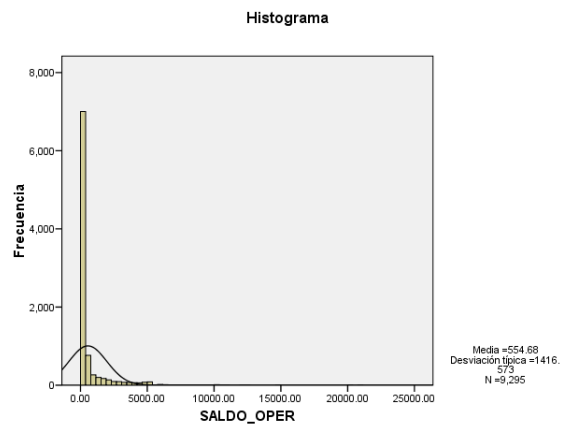 Histograma
8,000
6,000
4,000
2,000
0
Frecuencia
0.00 5000.00 10000.00 15000.00 20000.00 25000.00
SALDO_OPER
Media =554.68
Desviación típica =1416.
573
N =9,295